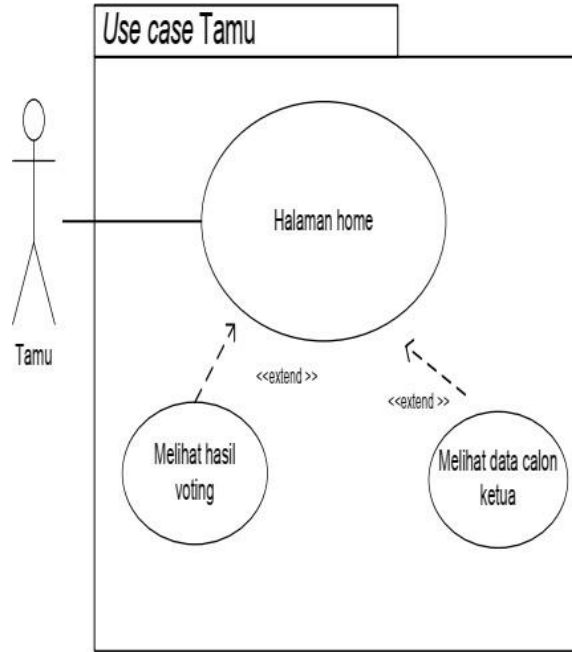 Use case Tamu
Halaman home
Tamu
<<extend >>
<<extend >>
Melihat hasil
voting
Melihat data calon
ketua